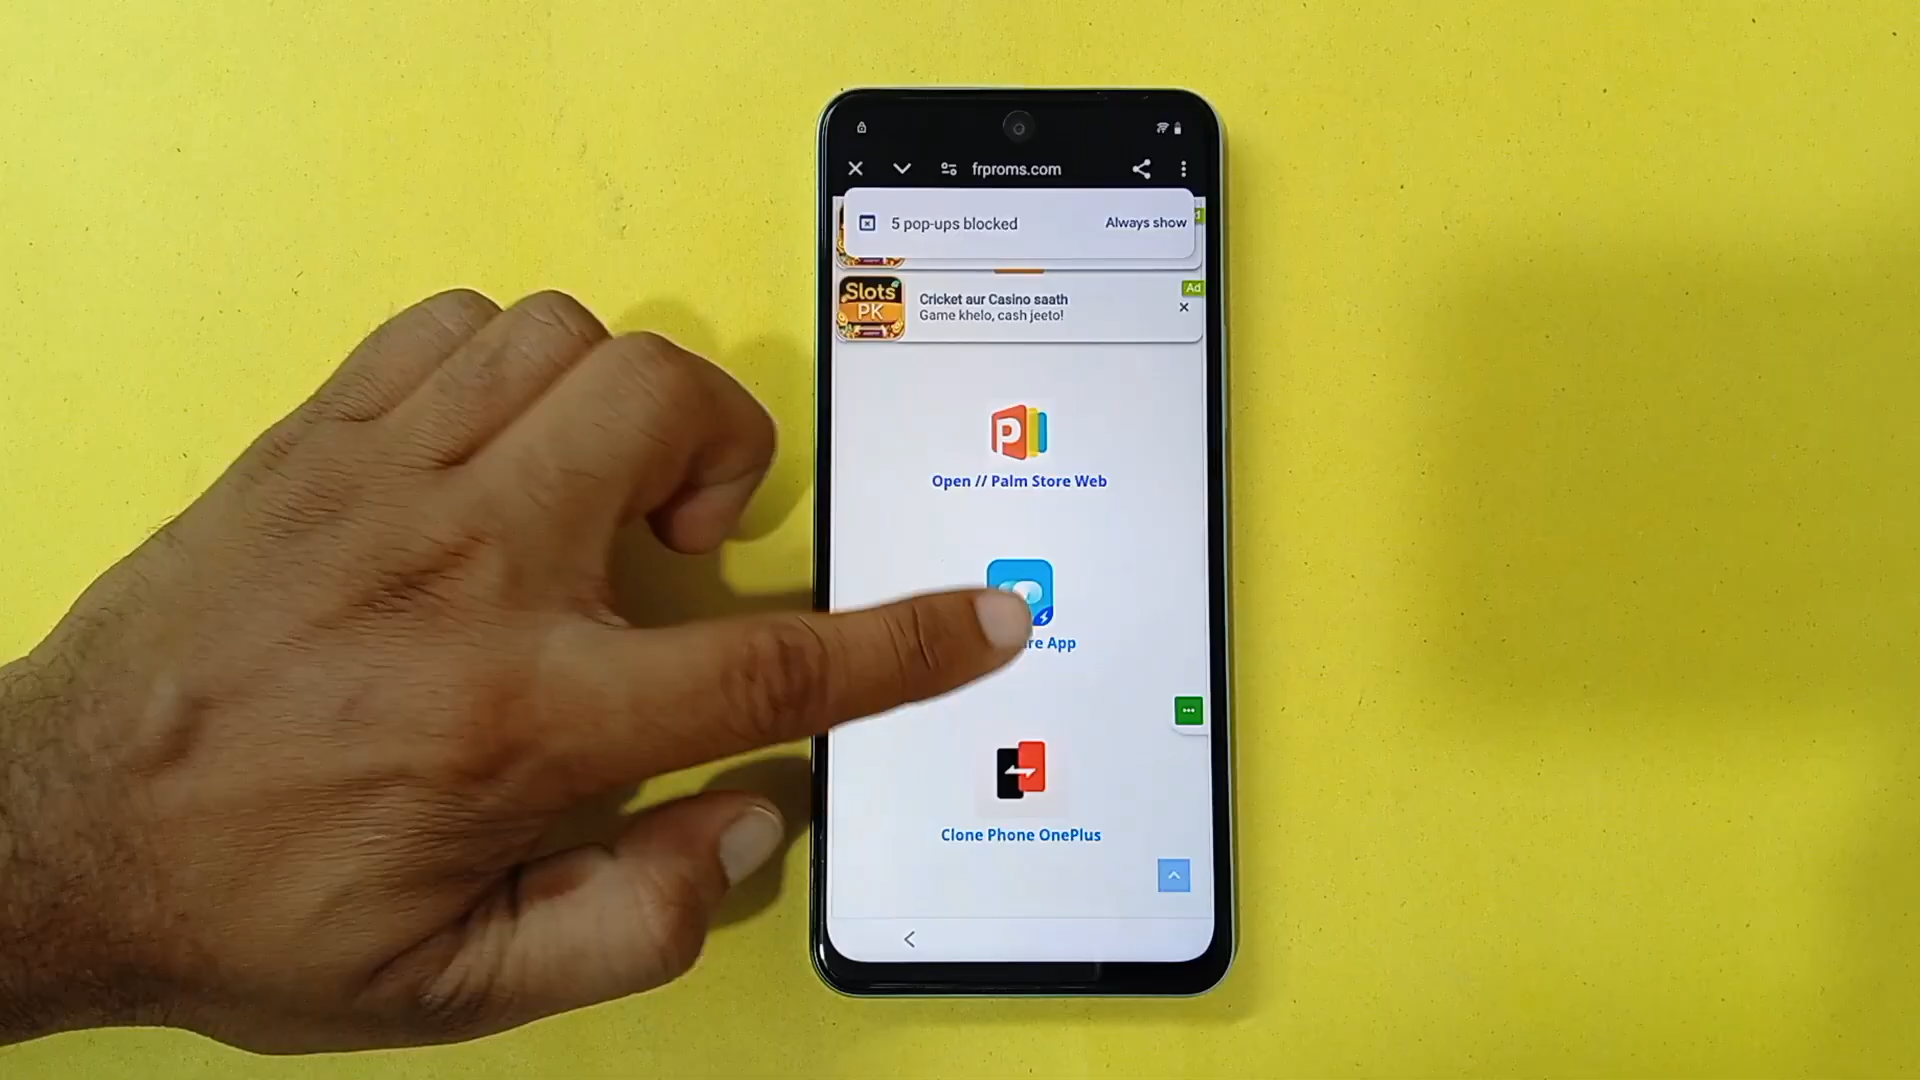 frproms.com
5 pop-ups blocked Always show
Ad
Slots
PK
Cricket aur Casino saath
Game khelo, cash jeeto!
P
Open // Palm Store Web
App
Clone Phone OnePlus